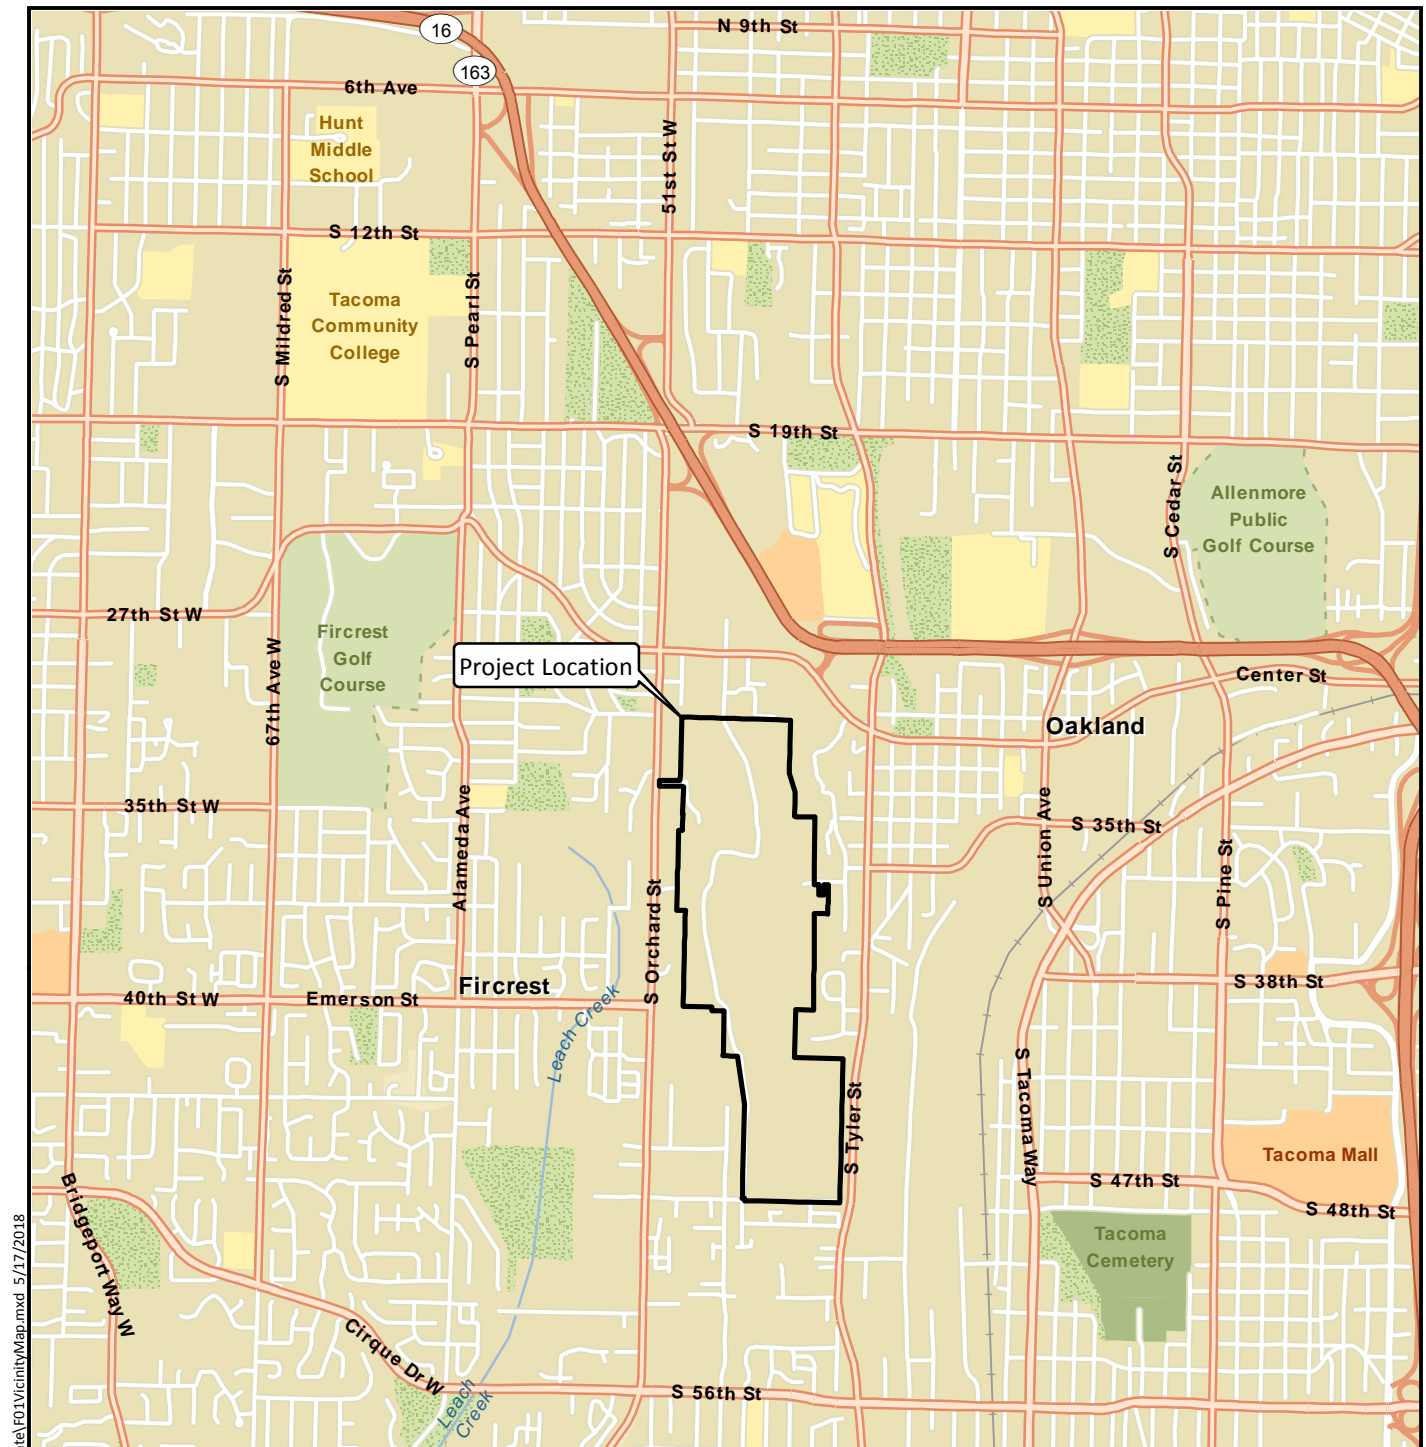 16
N 9th St
163
6th Ave
Hunt
Middle
School
51st St W
S 12th St
S Mildred St
Tacoma
Community
College
S Pearl St
S 19th St
S Cedar St
Allenmore
Public
Golf Course
27th St W
Fircrest
Golf
Course
67th Ave W
Project Location
Center St
Oakland
35th St W
Alameda Ave
S Union Ave
S 35th St
S Pine St
S Orchard St
Fircrest
40th St W
Emerson St
Leach Creek
S 38th St
S Tacoma Way
S Tyler St
Tacoma Mall
S 47th St
S 48th St
Bridgeport Way W
Tacoma
Cemetery
Cirque Dr W
Leach
Creek
S 56th St
te\F01VicinityMap.mxd 5/17/2018